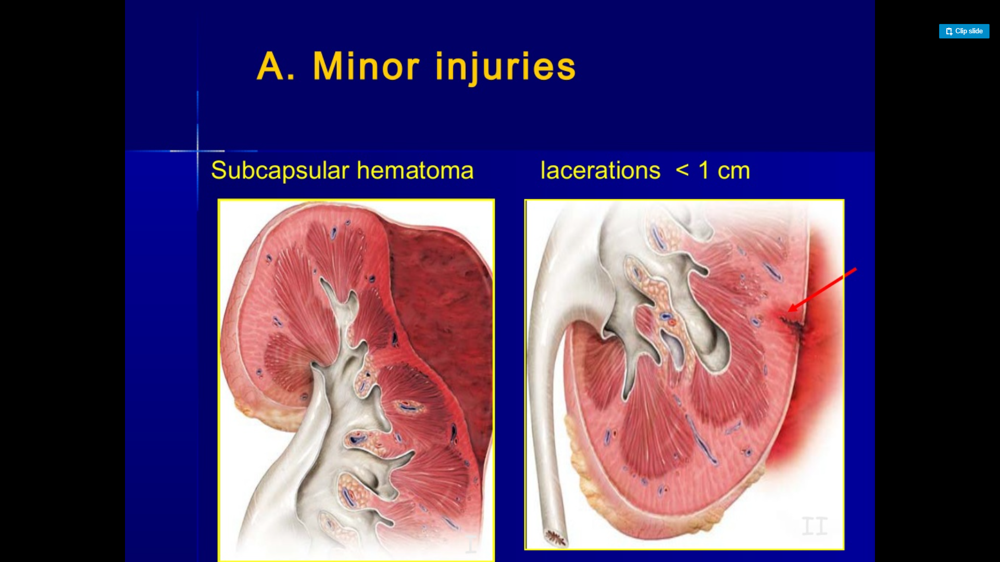 Clip slide
A. Minor injuries
Subcapsular hematoma
lacerations < 1 cm
I
II